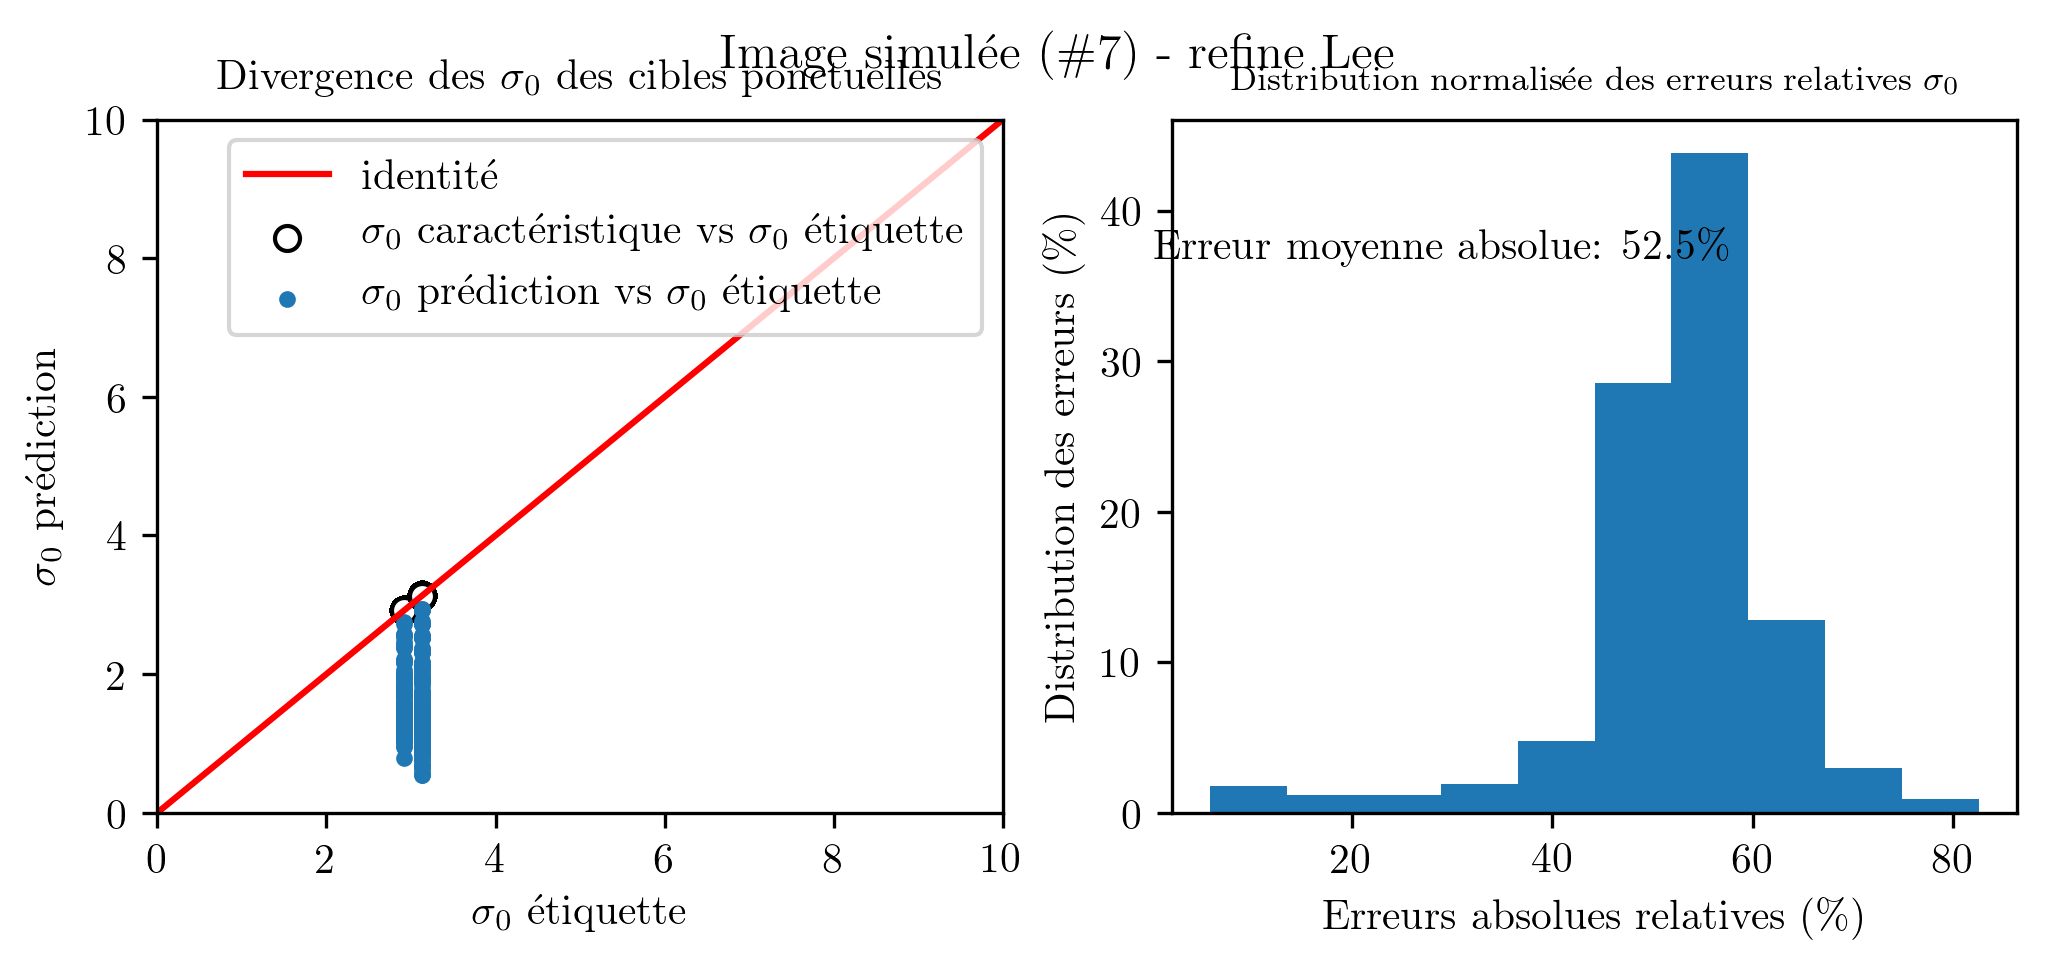 Image simulée (#7) - refine Lee
Divergence des σ₀ des cibles ponctuelles
10
8
6
4
2
0
σ₀ prédiction
identité
σ₀ caractéristique vs σ₀ étiquette
σ₀ prédiction vs σ₀ étiquette
0 2 4 6 8 10
σ₀ étiquette
Distribution normalisée des erreurs relatives σ₀
40
30
20
10
0
Distribution des erreurs (%)
Erreur moyenne absolue: 52.5%
20 40 60 80
Erreurs absolues relatives (%)